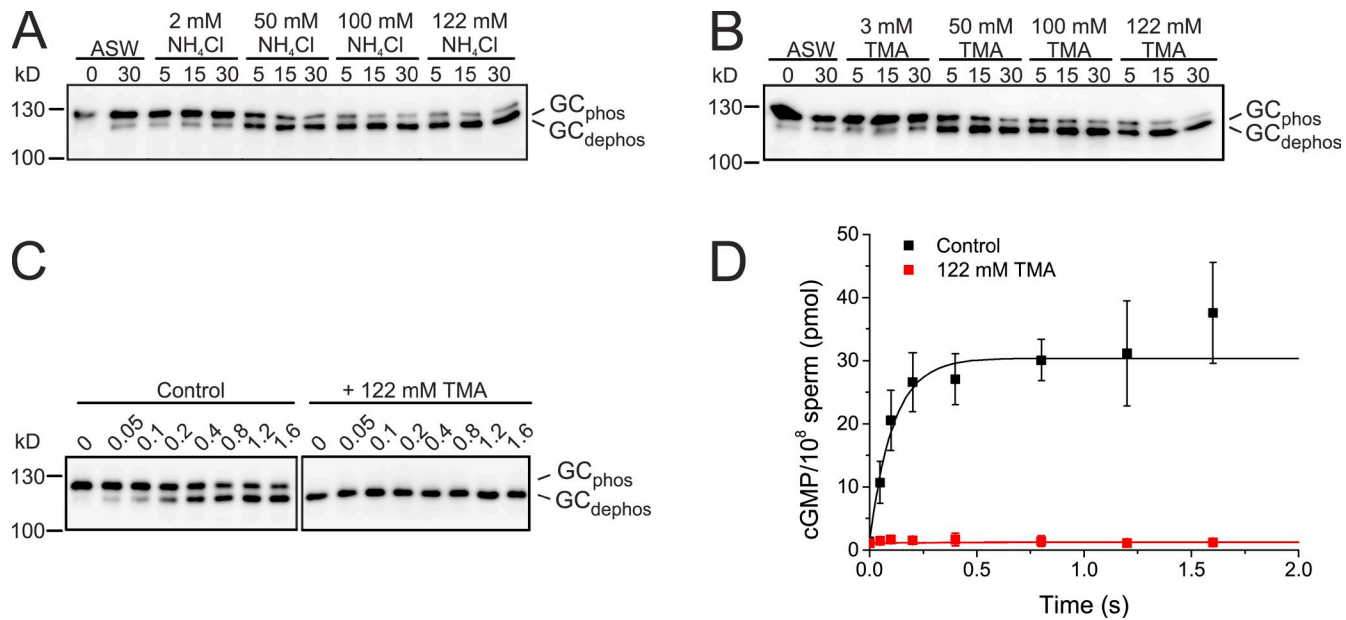 A
2 mM 50 mM 100 mM 122 mM
ASW NH₄Cl NH₄Cl NH₄Cl NH₄Cl
kD 0 30 5 15 30 5 15 30 5 15 30 5 15 30
130
GCphos
GCdephos
100
B
3 mM 50 mM 100 mM 122 mM
ASW TMA TMA TMA TMA
kD 0 30 5 15 30 5 15 30 5 15 30 5 15 30
130
GCphos
GCdephos
100
C
Control + 122 mM TMA
kD 0 0.05 0.1 0.2 0.4 0.8 1.2 1.6 0 0.05 0.1 0.2 0.4 0.8 1.2 1.6
130
GCphos
GCdephos
100
D
Control
122 mM TMA
cGMP/10⁸ sperm (pmol)
50
40
30
20
10
0
0.0 0.5 1.0 1.5 2.0
Time (s)